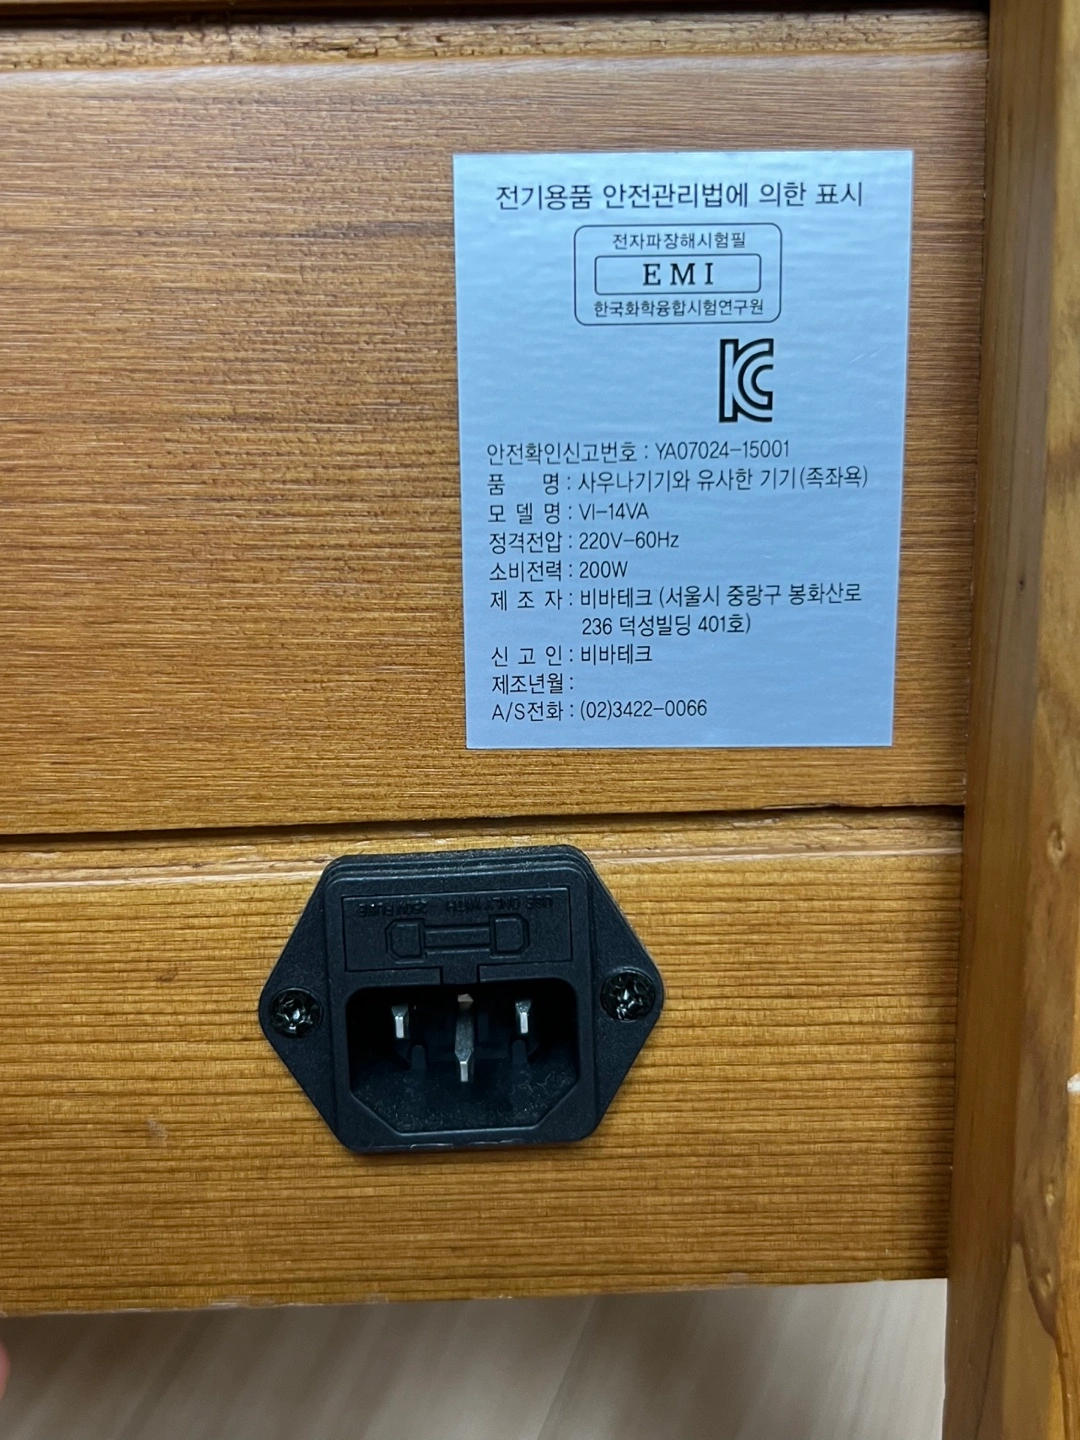 전기용품 안전관리법에 의한 표시
전자파장해시험필
EMI
한국화학융합시험연구원
KC
안전확인신고번호 : YA07024-15001
품 명 : 사우나기기와 유사한 기기(족좌욕)
모 델 명 : VI-14VA
정격전압 : 220V-60Hz
소비전력 : 200W
제 조 자 : 비바테크 (서울시 중랑구 봉화산로
236 덕성빌딩 401호)
신 고 인 : 비바테크
제조년월 :
A/S전화 : (02)3422-0066
USE ONLY WITH 250V FUSE